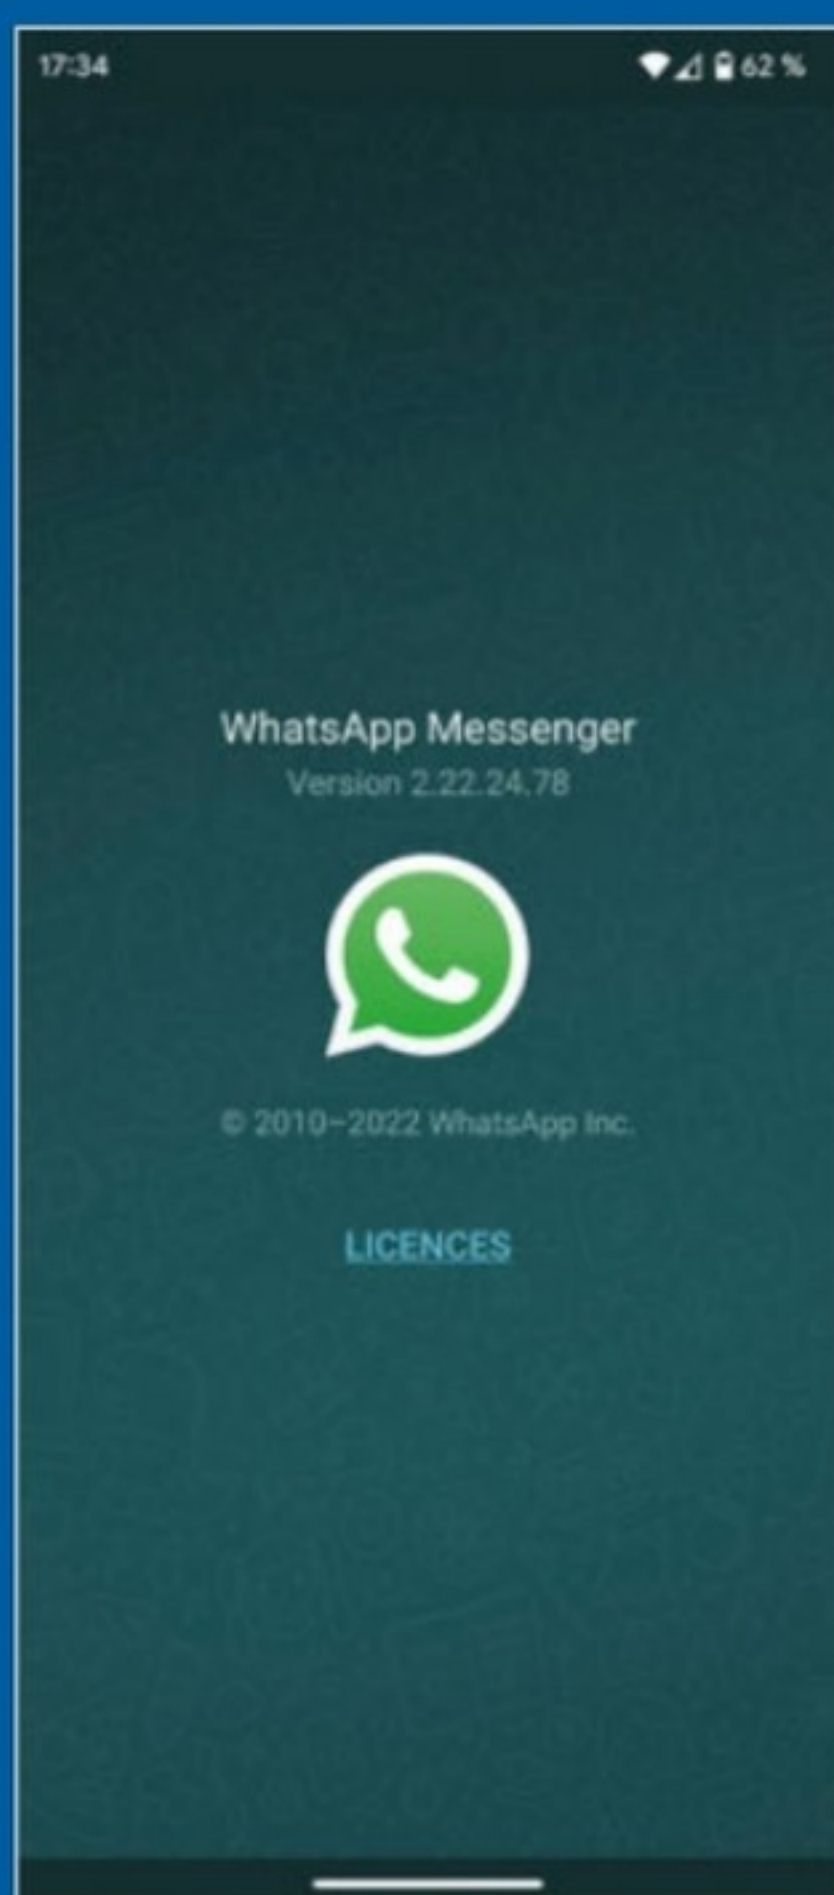 17:34
62 %
WhatsApp Messenger
Version 2.22.24.78
© 2010–2022 WhatsApp Inc.
LICENCES